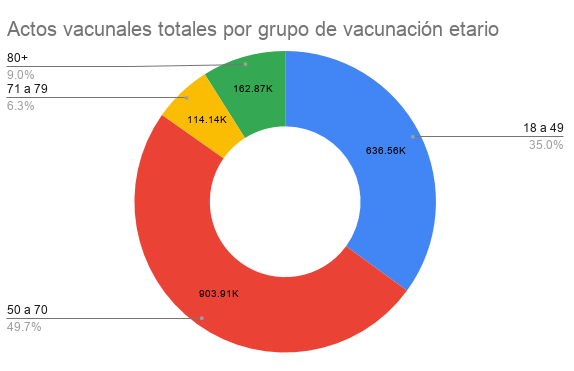 Actos vacunales totales por grupo de vacunación etario
80+
9.0%
71 a 79
6.3%
162.87K
114.14K
18 a 49
35.0%
636.56K
903.91K
50 a 70
49.7%